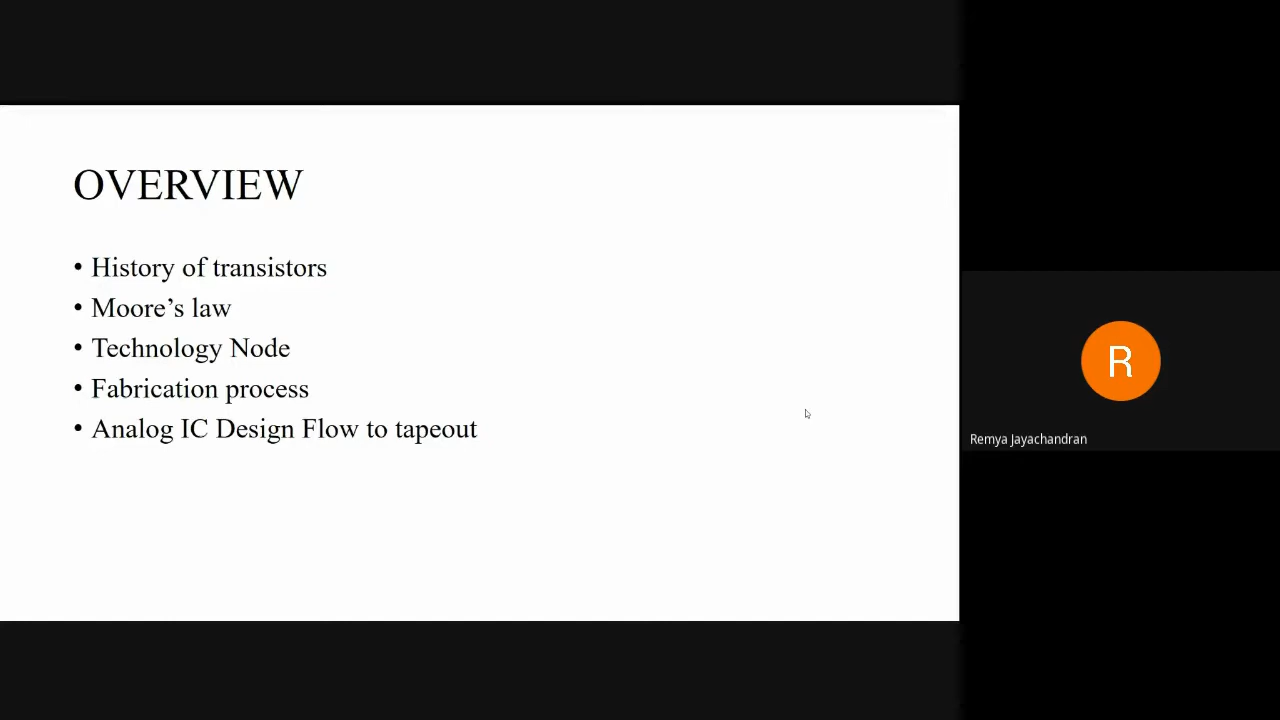 OVERVIEW
• History of transistors
• Moore’s law
• Technology Node
• Fabrication process
• Analog IC Design Flow to tapeout
R
Remya Jayachandran